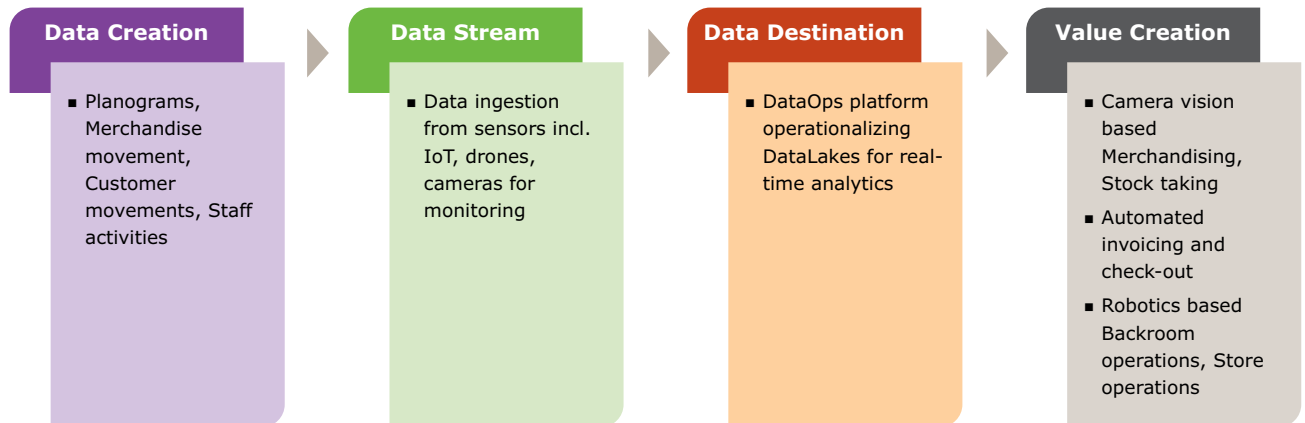 Data Creation
▪ Planograms,
Merchandise
movement,
Customer
movements, Staff
activities
Data Stream
▪ Data ingestion
from sensors incl.
IoT, drones,
cameras for
monitoring
Data Destination
▪ DataOps platform
operationalizing
DataLakes for real-
time analytics
Value Creation
▪ Camera vision
based
Merchandising,
Stock taking
▪ Automated
invoicing and
check-out
▪ Robotics based
Backroom
operations, Store
operations